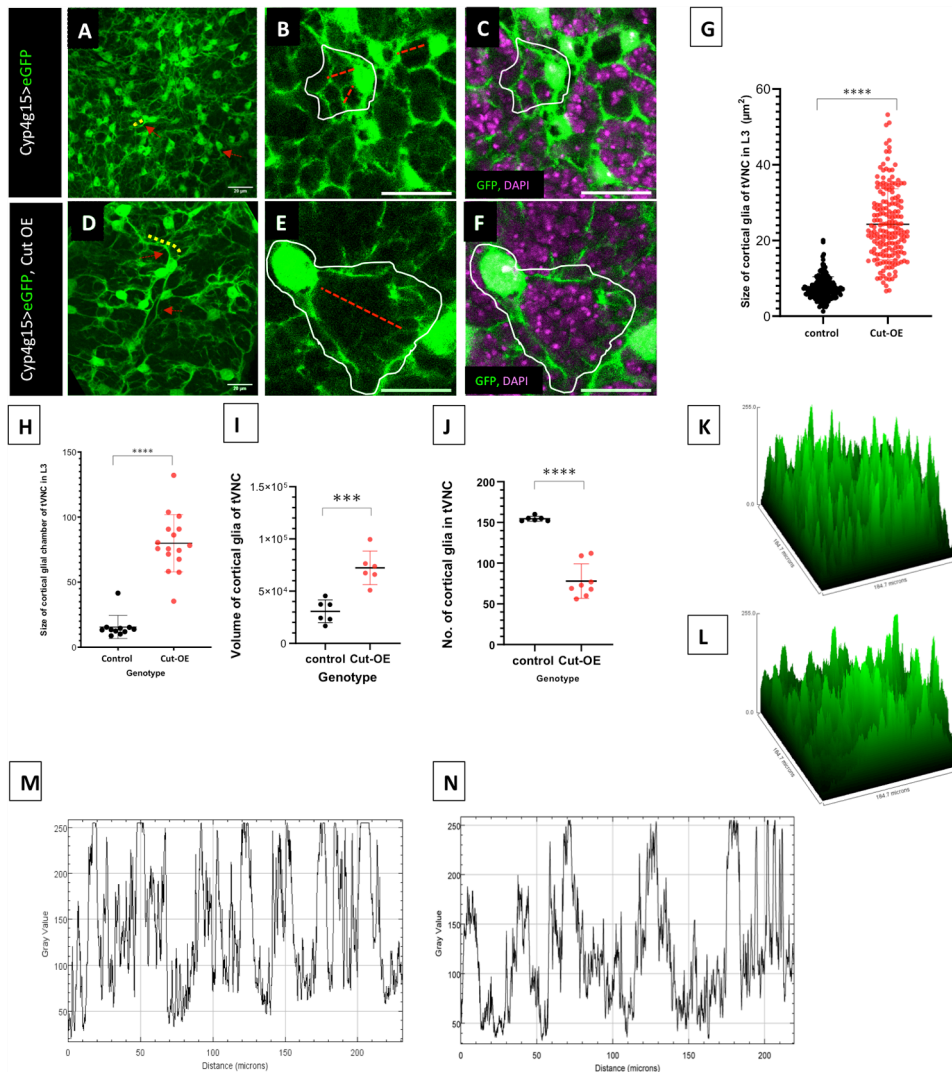 A
B
C
G
Cyp4g15>eGFP
20 µm
GFP, DAPI
D
E
F
Cyp4g15>eGFP, Cut OE
20 µm
GFP, DAPI
Size of cortical glia of tVNC in L3 (µm²)
60
40
20
0
****
control
Cut-OE
H
Size of cortical glial chamber of tVNC in L3
150
100
50
0
****
Control
Cut-OE
Genotype
I
Volume of cortical glia of tVNC
1.5×10⁵
1×10⁵
5×10⁴
0
***
control Cut-OE
Genotype
J
No. of cortical glia in tVNC
200
150
100
50
0
****
control Cut-OE
Genotype
K
255.0
0.0
184.7 microns
184.7 microns
L
255.0
0.0
184.7 microns
184.7 microns
M
Gray Value
250
200
150
100
50
0
50
100
150
200
Distance (microns)
N
Gray Value
250
200
150
100
50
0
50
100
150
200
Distance (microns)